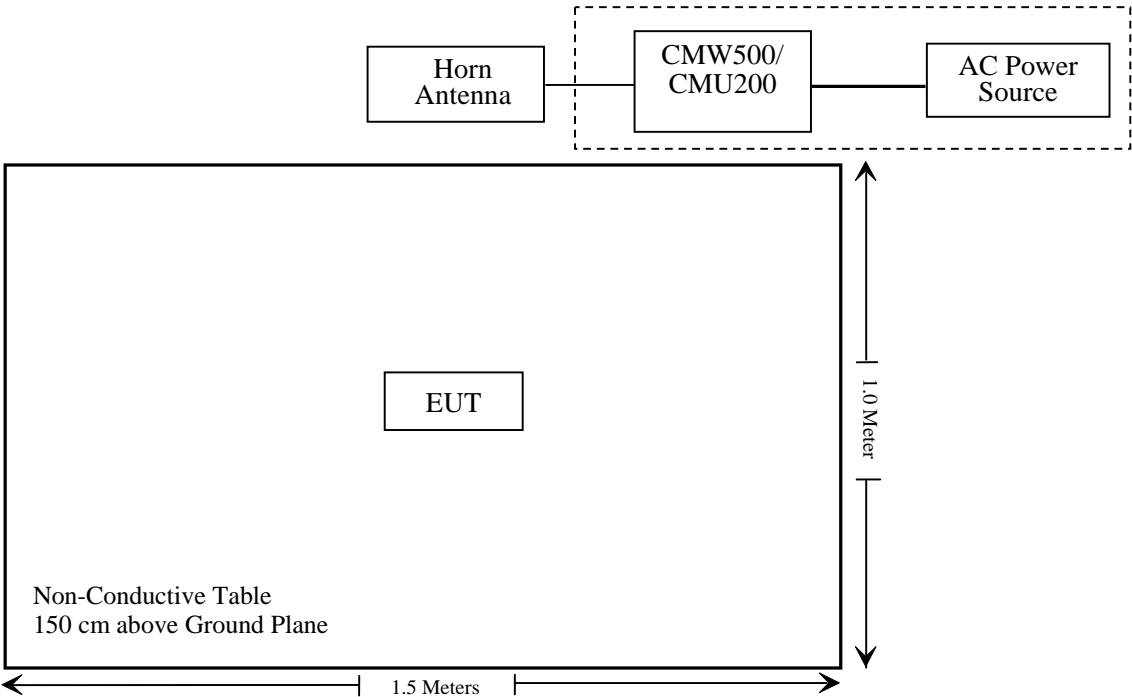 Horn
Antenna
CMW500/
CMU200
AC Power
Source
EUT
1.0 Meter
Non-Conductive Table
150 cm above Ground Plane
1.5 Meters